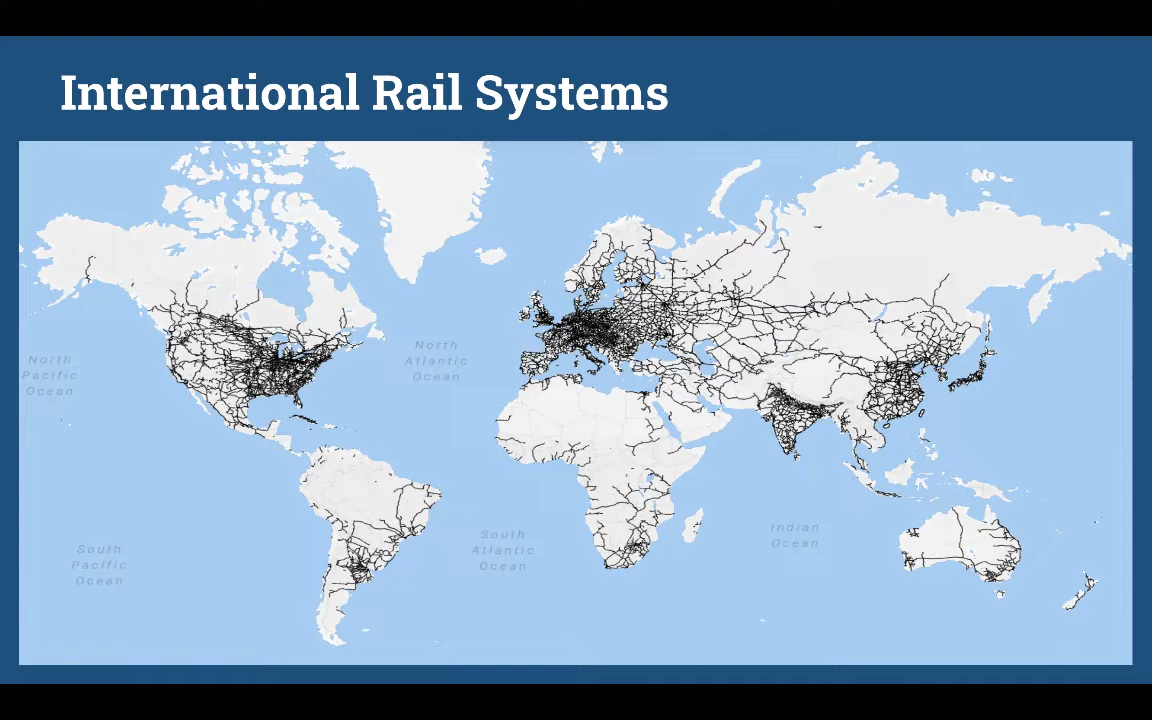 International Rail Systems
North
Pacific
Ocean
North
Atlantic
Ocean
South
Pacific
Ocean
South
Atlantic
Ocean
Indian
Ocean